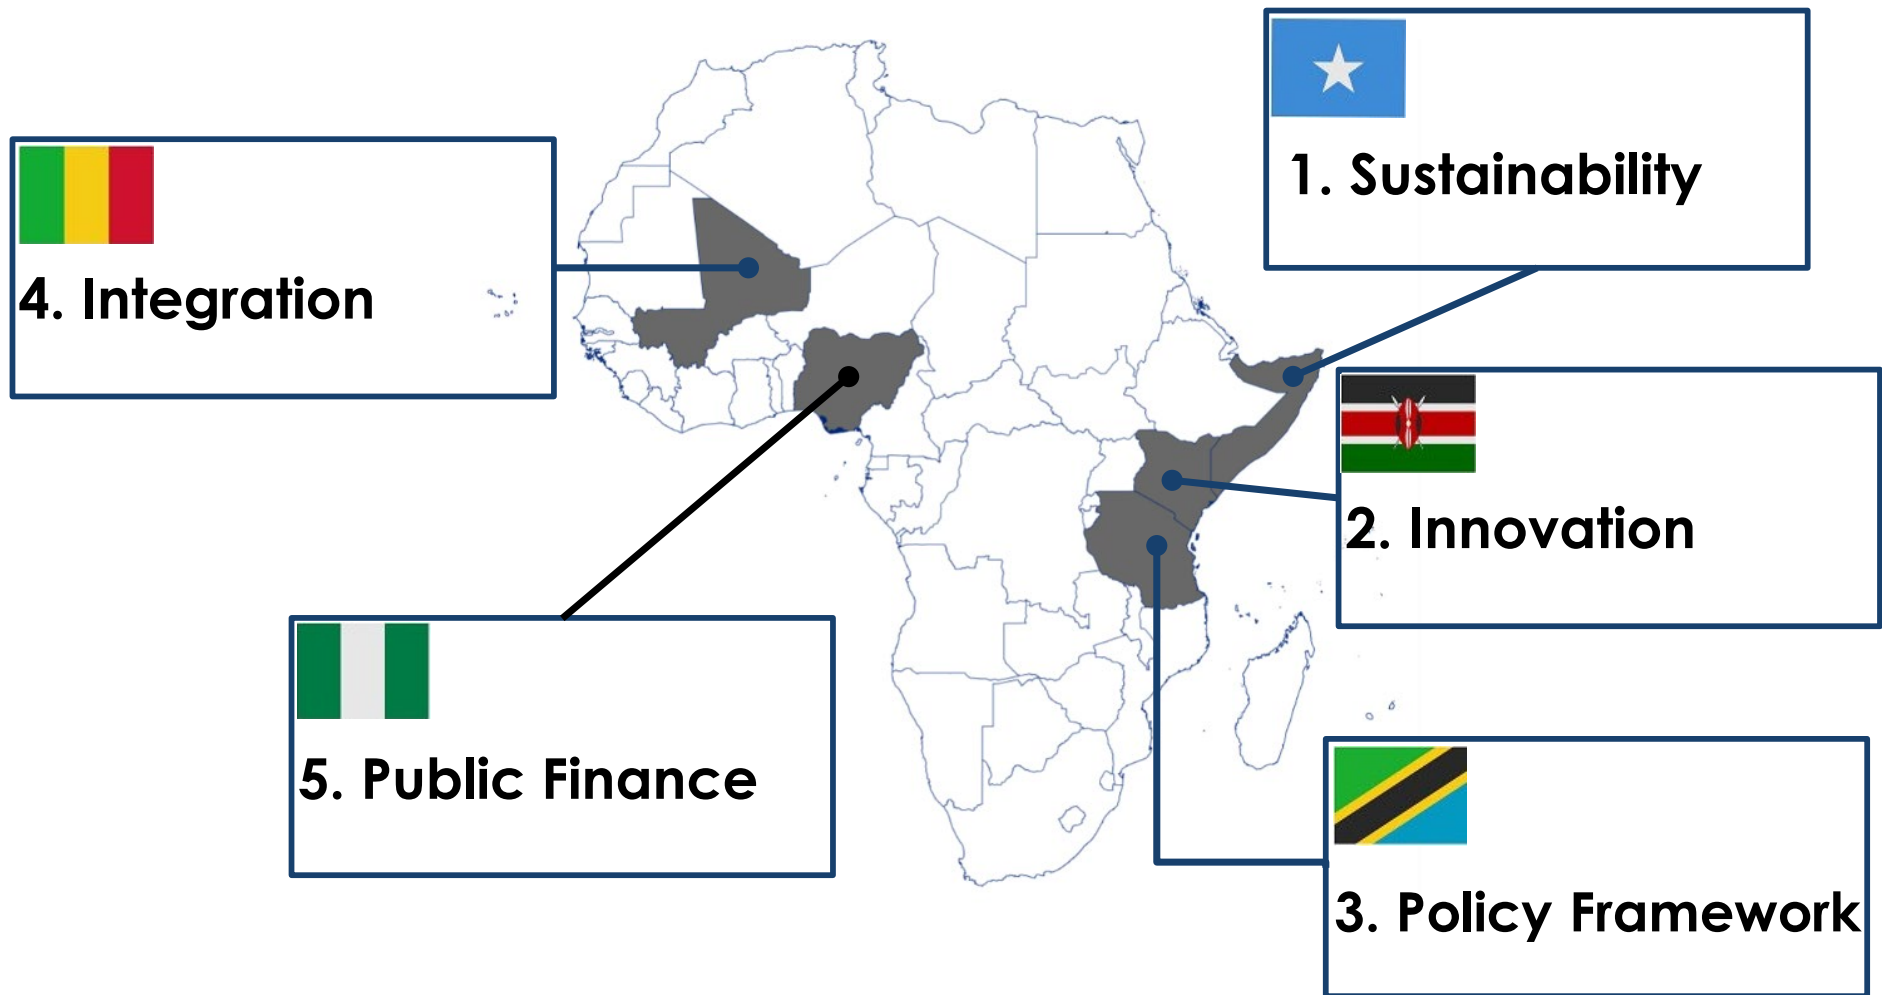 1. Sustainability
4. Integration
2. Innovation
5. Public Finance
3. Policy Framework